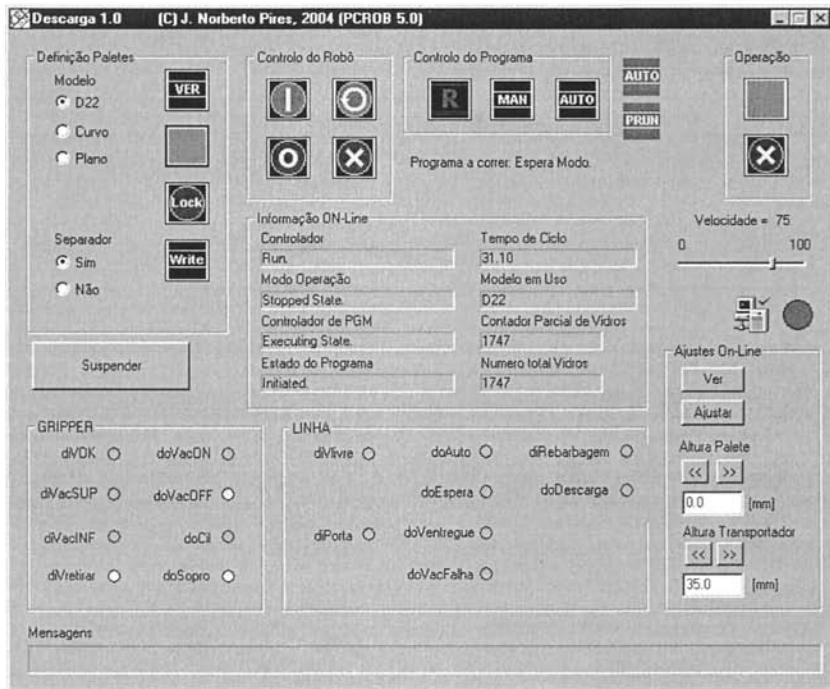 Descarga 1.0 (C) J. Norberto Pires, 2004 (PCROB 5.0)
Definição Paletes
Modelo
D22
Curvo
Plano
VER
Lock
Separador
Sim
Não
Write
Suspender
Controlo do Robô
Controlo do Programa
R
MAN
AUTO
AUTO
PRUN
Programa a correr. Espera Modo.
Operação
Informação ON-Line
Controlador
Run.
Modo Operação
Stopped State.
Controlador de PGM
Executing State.
Estado do Programa
Initiated.
Tempo de Ciclo
31.10
Modelo em Uso
D22
Contador Parcial de Vidros
1747
Numero total Vidros
1747
Velocidade = 75
0 100
Ajustes On-Line
Ver
Ajustar
Altura Palete
<< >>
0.0 [mm]
Altura Transportador
<< >>
35.0 [mm]
GRIPPER
diVOK doVacON
diVacSUP doVacOFF
diVacINF doCil
diVretirar doSopro
LINHA
diVlivre doAuto diRebarbagem
doEspera doDescarga
diPorta doVentregue
doVacFalha
Mensagens